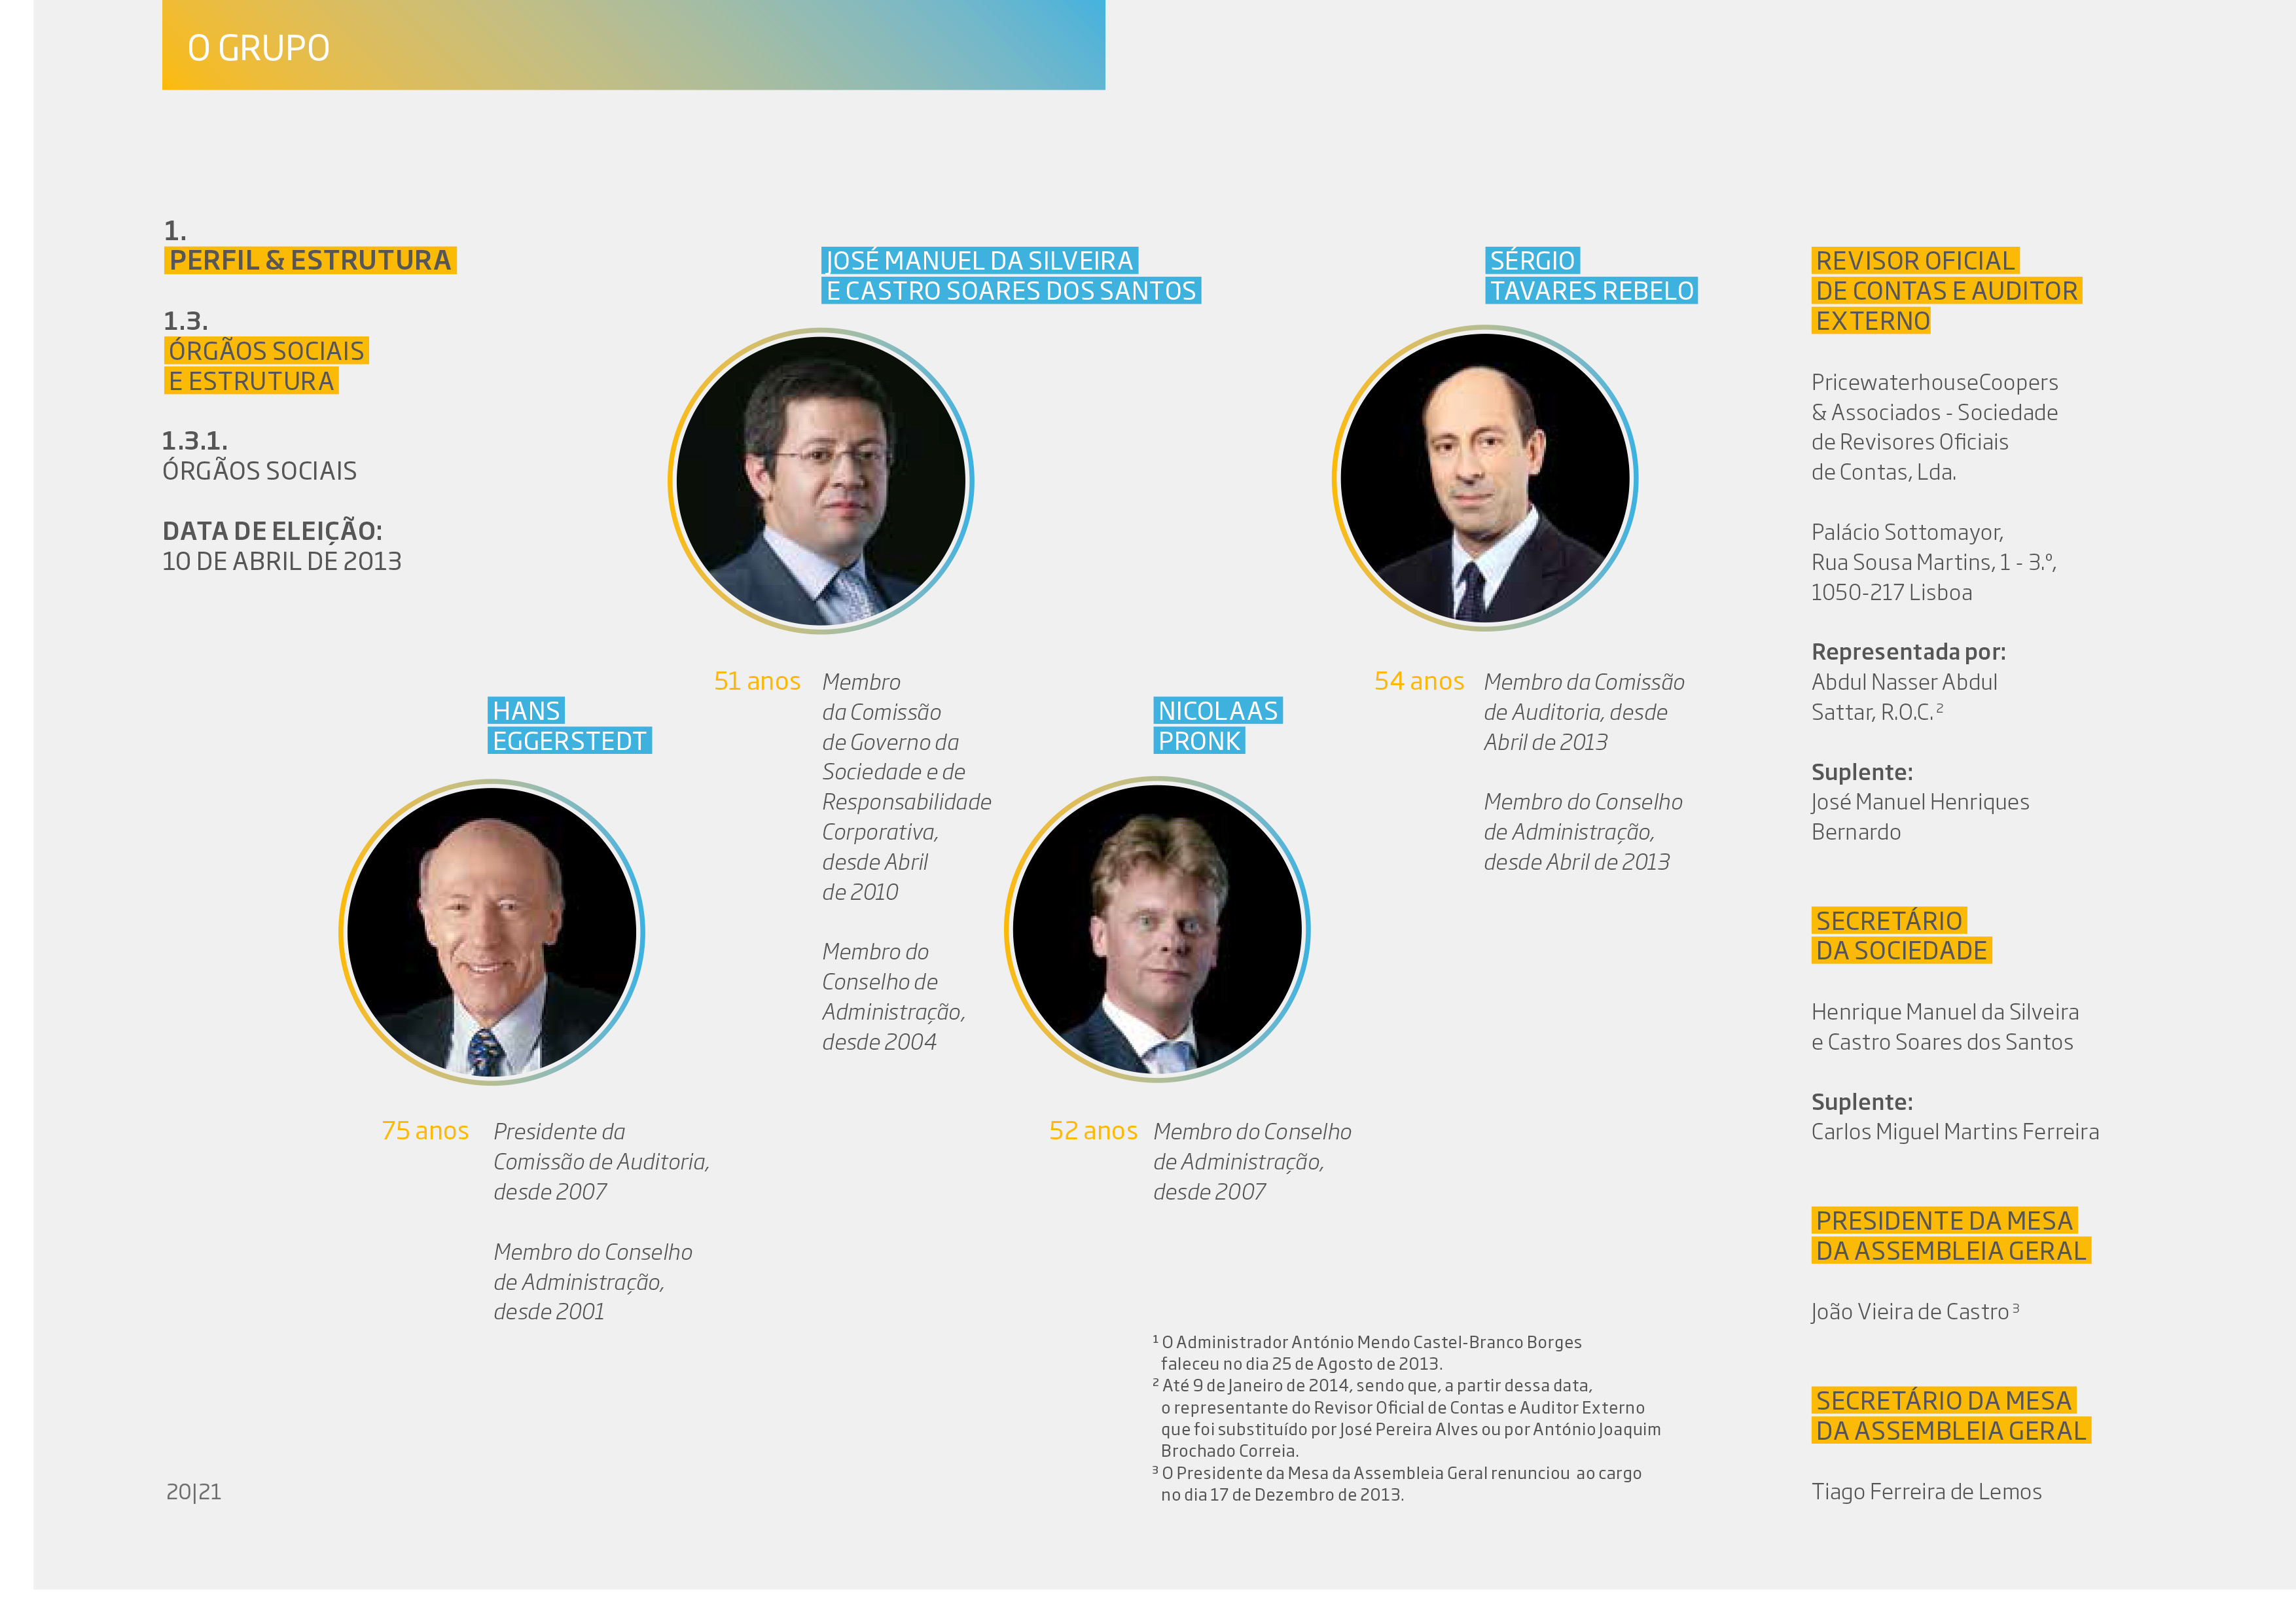 O GRUPO
1.
PERFIL & ESTRUTURA
1.3.
ÓRGÃOS SOCIAIS
E ESTRUTURA
1.3.1.
ÓRGÃOS SOCIAIS
DATA DE ELEIÇÃO:
10 DE ABRIL DE 2013
HANS
EGGERSTEDT
75 anos
Presidente da
Comissão de Auditoria,
desde 2007
Membro do Conselho
de Administração,
desde 2001
JOSÉ MANUEL DA SILVEIRA
E CASTRO SOARES DOS SANTOS
51 anos
Membro
da Comissão
de Governo da
Sociedade e de
Responsabilidade
Corporativa,
desde Abril
de 2010
Membro do
Conselho de
Administração,
desde 2004
NICOLAAS
PRONK
52 anos
Membro do Conselho
de Administração,
desde 2007
SÉRGIO
TAVARES REBELO
54 anos
Membro da Comissão
de Auditoria, desde
Abril de 2013
Membro do Conselho
de Administração,
desde Abril de 2013
REVISOR OFICIAL
DE CONTAS E AUDITOR
EXTERNO
PricewaterhouseCoopers
& Associados - Sociedade
de Revisores Oficiais
de Contas, Lda.
Palácio Sottomayor,
Rua Sousa Martins, 1 - 3.º,
1050-217 Lisboa
Representada por:
Abdul Nasser Abdul
Sattar, R.O.C. ²
Suplente:
José Manuel Henriques
Bernardo
SECRETÁRIO
DA SOCIEDADE
Henrique Manuel da Silveira
e Castro Soares dos Santos
Suplente:
Carlos Miguel Martins Ferreira
PRESIDENTE DA MESA
DA ASSEMBLEIA GERAL
João Vieira de Castro ³
SECRETÁRIO DA MESA
DA ASSEMBLEIA GERAL
Tiago Ferreira de Lemos
¹ O Administrador António Mendo Castel-Branco Borges
faleceu no dia 25 de Agosto de 2013.
² Até 9 de Janeiro de 2014, sendo que, a partir dessa data,
o representante do Revisor Oficial de Contas e Auditor Externo
que foi substituído por José Pereira Alves ou por António Joaquim
Brochado Correia.
³ O Presidente da Mesa da Assembleia Geral renunciou ao cargo
no dia 17 de Dezembro de 2013.
20|21